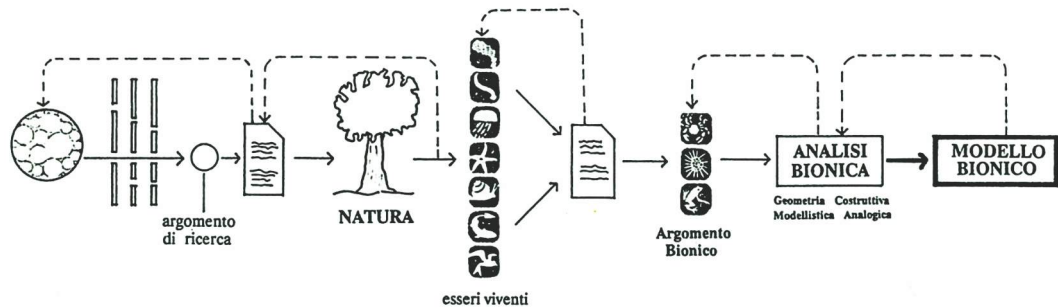 argomento
di ricerca
NATURA
esseri viventi
Argomento
Bionico
ANALISI
BIONICA
Geometria Costruttiva
Modellistica Analogica
MODELLO
BIONICO